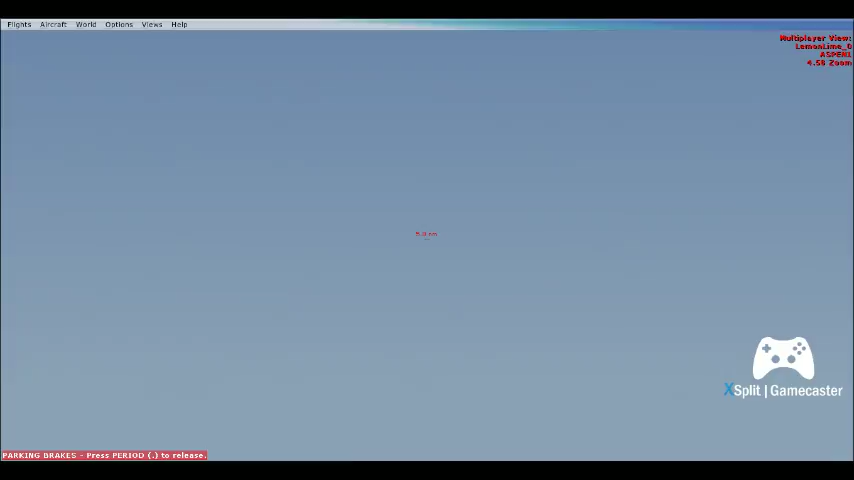 Flights Aircraft World Options Views Help
Multiplayer View:
LemonLime_D
ASPEN1
4.58 Zoom
XSplit | Gamecaster
PARKING BRAKES - Press PERIOD (.) to release.